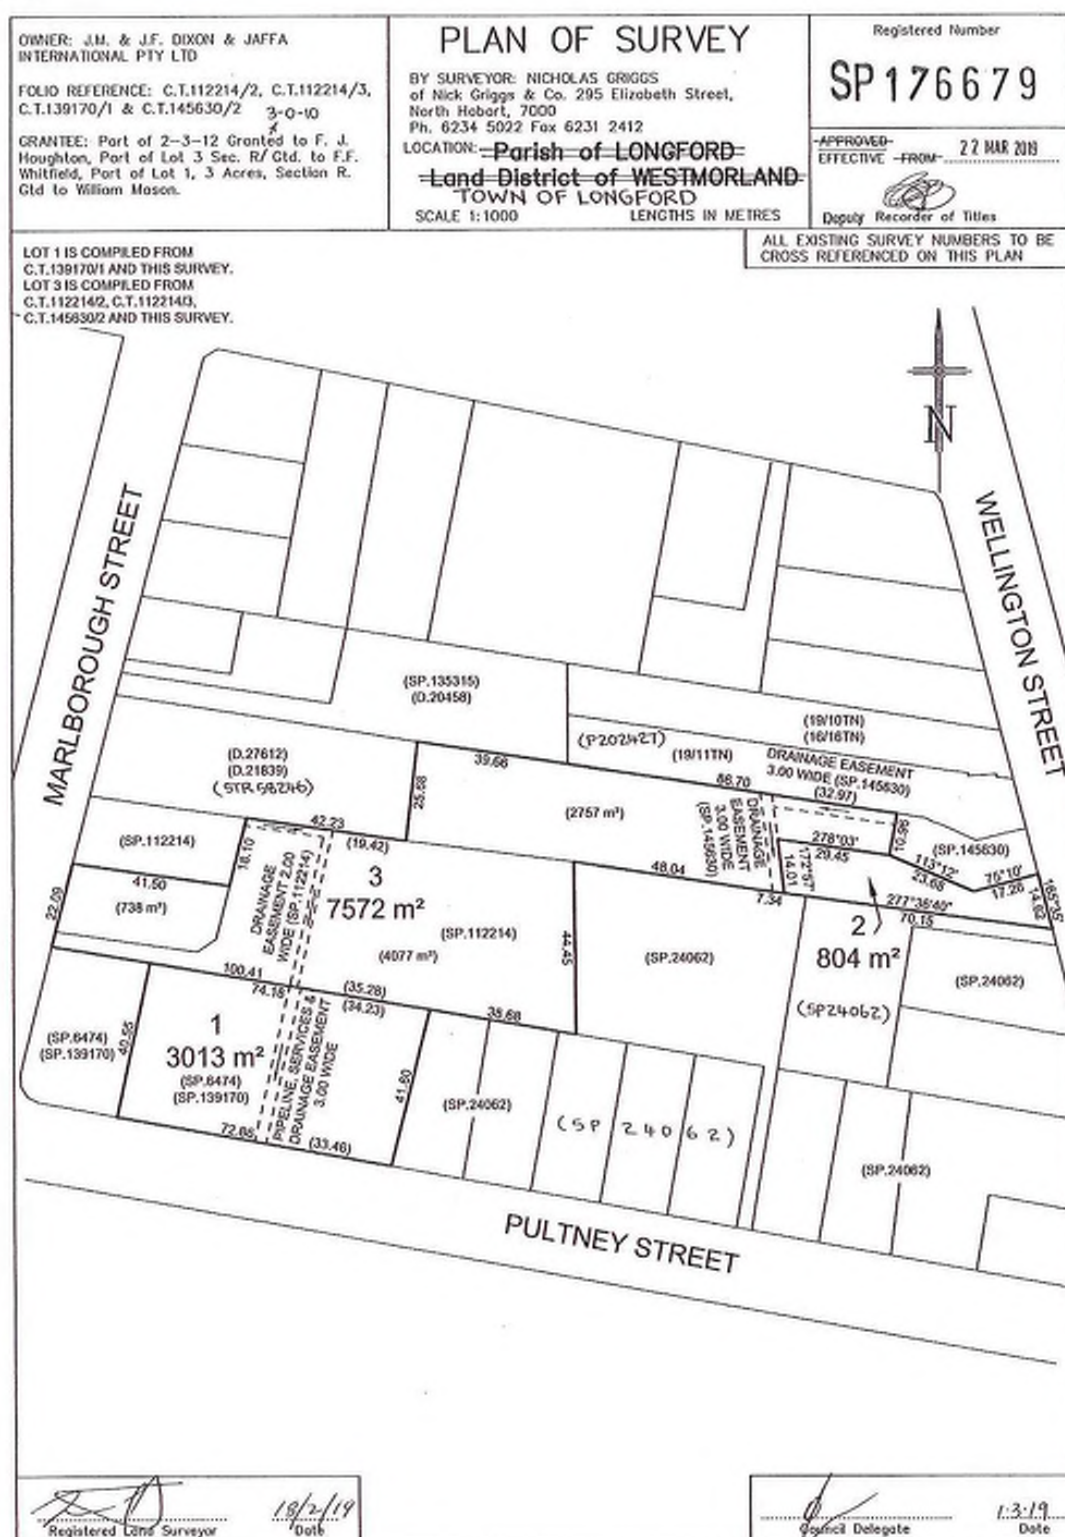 OWNER: J.M. & J.F. DIXON & JAFFA
INTERNATIONAL PTY LTD
FOLIO REFERENCE: C.T.112214/2, C.T.112214/3,
C.T.139170/1 & C.T.145630/2
3-0-10
GRANTEE: Part of 2-3-12 Granted to F. J.
Houghton, Part of Lot 3 Sec. R/ Gtd. to F.F.
Whitfield, Part of Lot 1, 3 Acres, Section R.
Gtd to William Mason.
PLAN OF SURVEY
BY SURVEYOR: NICHOLAS GRIGGS
of Nick Griggs & Co. 295 Elizabeth Street,
North Hobart, 7000
Ph. 6234 5022 Fax 6231 2412
LOCATION: Parish of LONGFORD
Land District of WESTMORLAND
TOWN OF LONGFORD
SCALE 1:1000 LENGTHS IN METRES
Registered Number
SP176679
APPROVED
EFFECTIVE FROM 22 MAR 2019
Deputy Recorder of Titles
ALL EXISTING SURVEY NUMBERS TO BE
CROSS REFERENCED ON THIS PLAN
LOT 1 IS COMPILED FROM
C.T.139170/1 AND THIS SURVEY.
LOT 3 IS COMPILED FROM
C.T.112214/2, C.T.112214/3,
C.T.145630/2 AND THIS SURVEY.
N
MARLBOROUGH STREET
WELLINGTON STREET
(SP.135315)
(D.20458)
(19/10TN)
(16/16TN)
(P20242T)
(19/11TN)
DRAINAGE EASEMENT
3.00 WIDE (SP.145630)
(32.97)
(D.27612)
(D.21839)
(STR 58246)
39.66
86.70
25.58
(2757 m²)
DRAINAGE
EASEMENT
3.00 WIDE
(SP.145630)
10.96
278°03'
29.45
(SP.145630)
113°12'
23.68
75°10'
17.26
165°35'
14.82
172°57'
14.01
7.34
277°36'40"
70.15
42.23
(19.42)
(SP.112214)
18.10
41.50
(738 m²)
22.09
DRAINAGE
EASEMENT 2.00
WIDE (SP.112214)
3
7572 m²
(SP.112214)
(4077 m²)
48.04
44.45
(SP.24062)
2
804 m²
(SP24062)
(SP.24062)
100.41
74.18
(35.28)
(34.23)
38.68
(SP.6474)
(SP.139170)
40.55
1
3013 m²
(SP.6474)
(SP.139170)
PIPELINE, SERVICES &
DRAINAGE EASEMENT
3.00 WIDE
41.60
(SP.24062)
(SP 24062)
(SP.24062)
(33.46)
PULTNEY STREET
18/2/19
Registered Land Surveyor Date
1·3·19
Council Delegate Date